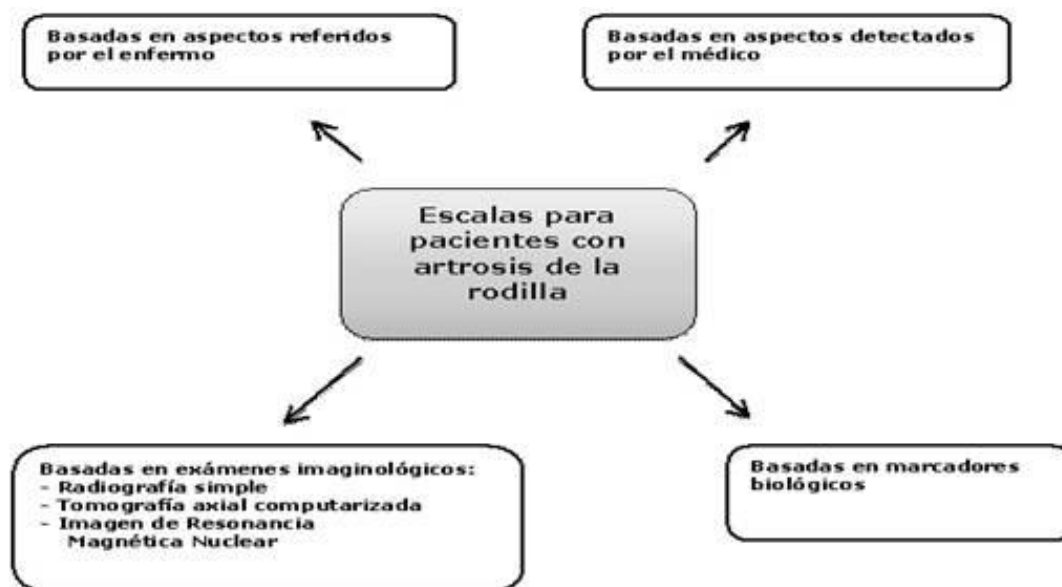 Basadas en aspectos referidos
por el enfermo
Basadas en aspectos detectados
por el médico
Escalas para
pacientes con
artrosis de la
rodilla
Basadas en exámenes imaginológicos:
- Radiografía simple
- Tomografía axial computarizada
- Imagen de Resonancia
Magnética Nuclear
Basadas en marcadores
biológicos